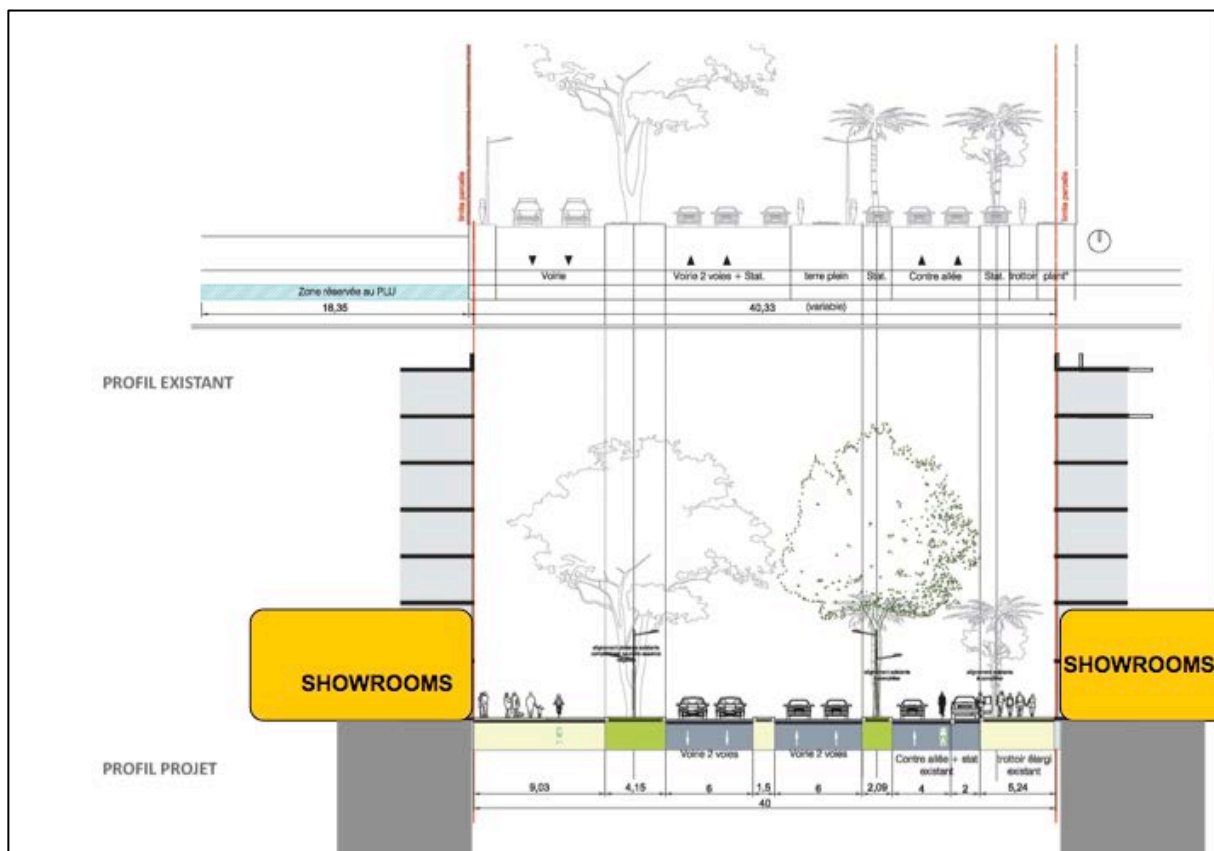 limite parcelle
limite parcelle
Voirie
Voirie 2 voies + Stat.
terre plein
Stat.
Contre allée
Stat.
trottoir
plant°
Zone réservée au PLU
18,35
40,33
(variable)
PROFIL EXISTANT
SHOWROOMS
SHOWROOMS
PROFIL PROJET
Voirie 2 voies
Voirie 2 voies
Contre allée + stat
existant
trottoir élargi
existant
9,03
4,15
6
1.5
6
2,09
4
2
5,24
40